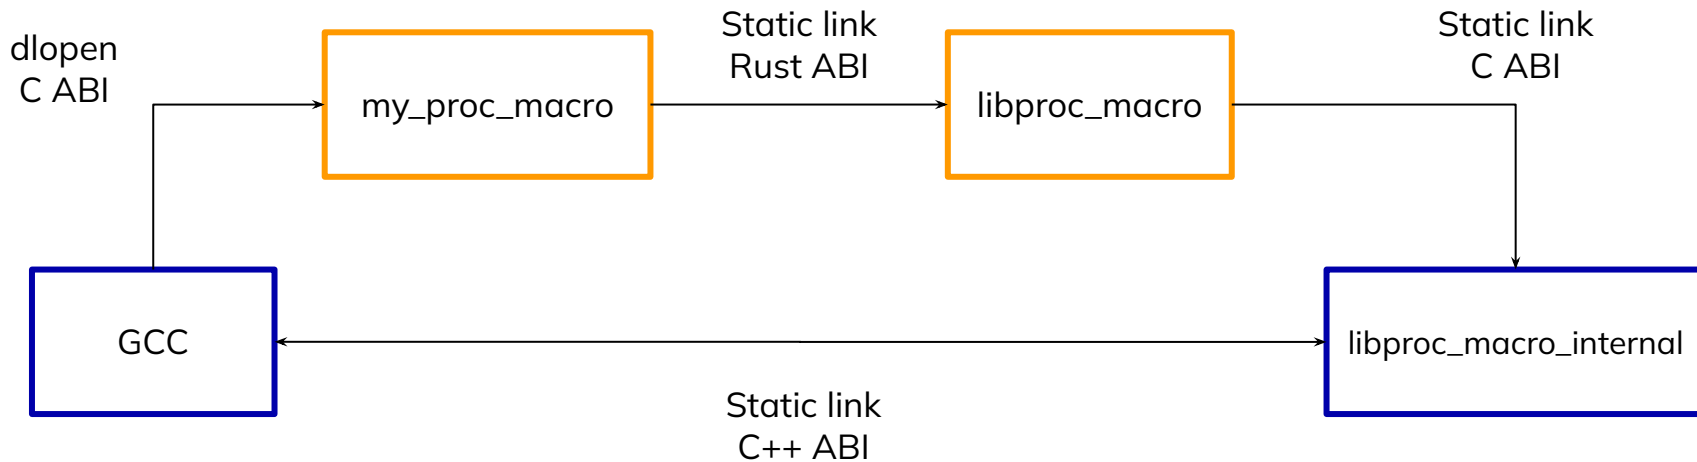 dlopen
C ABI
my_proc_macro
Static link
Rust ABI
libproc_macro
Static link
C ABI
GCC
Static link
C++ ABI
libproc_macro_internal